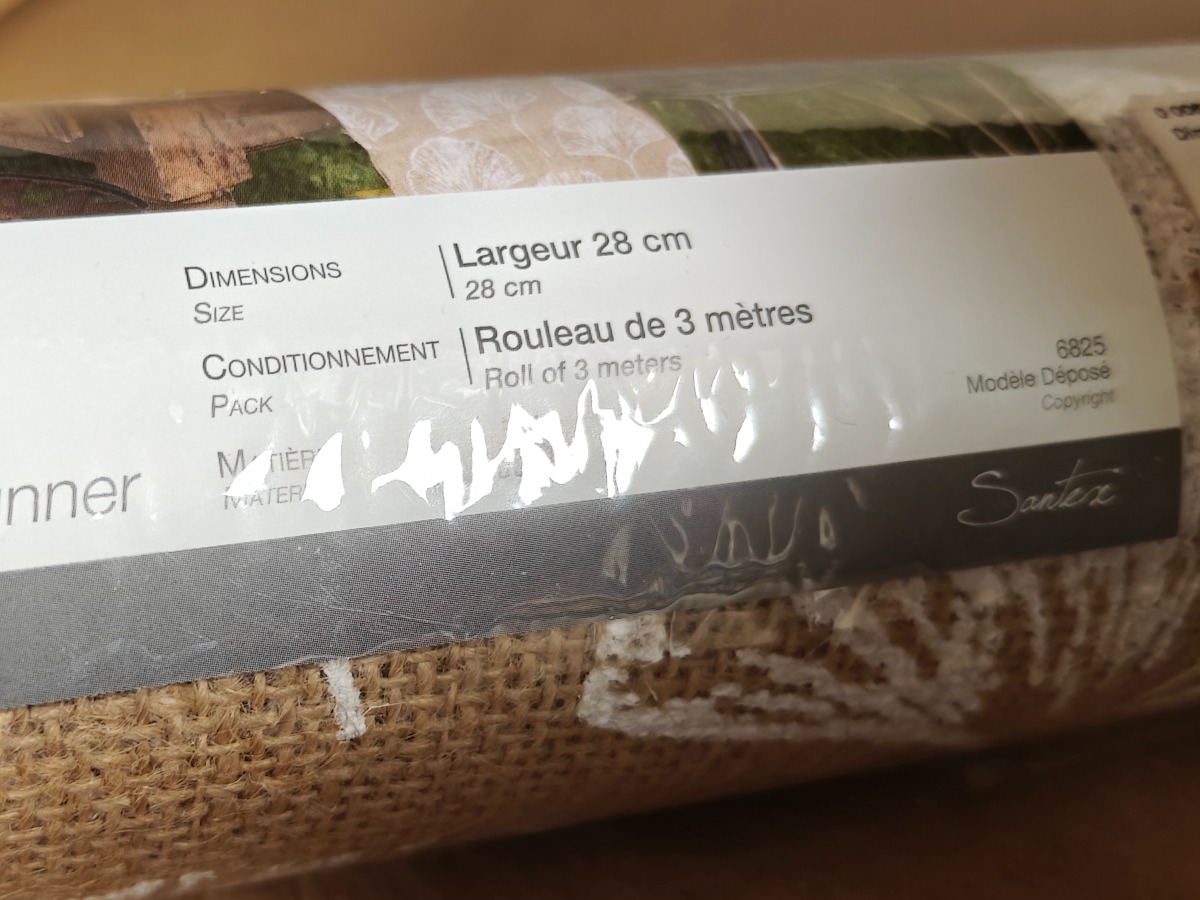 DIMENSIONS
SIZE
Largeur 28 cm
28 cm
CONDITIONNEMENT
PACK
Rouleau de 3 mètres
Roll of 3 meters
6825
Modèle Déposé
Copyright
Santex